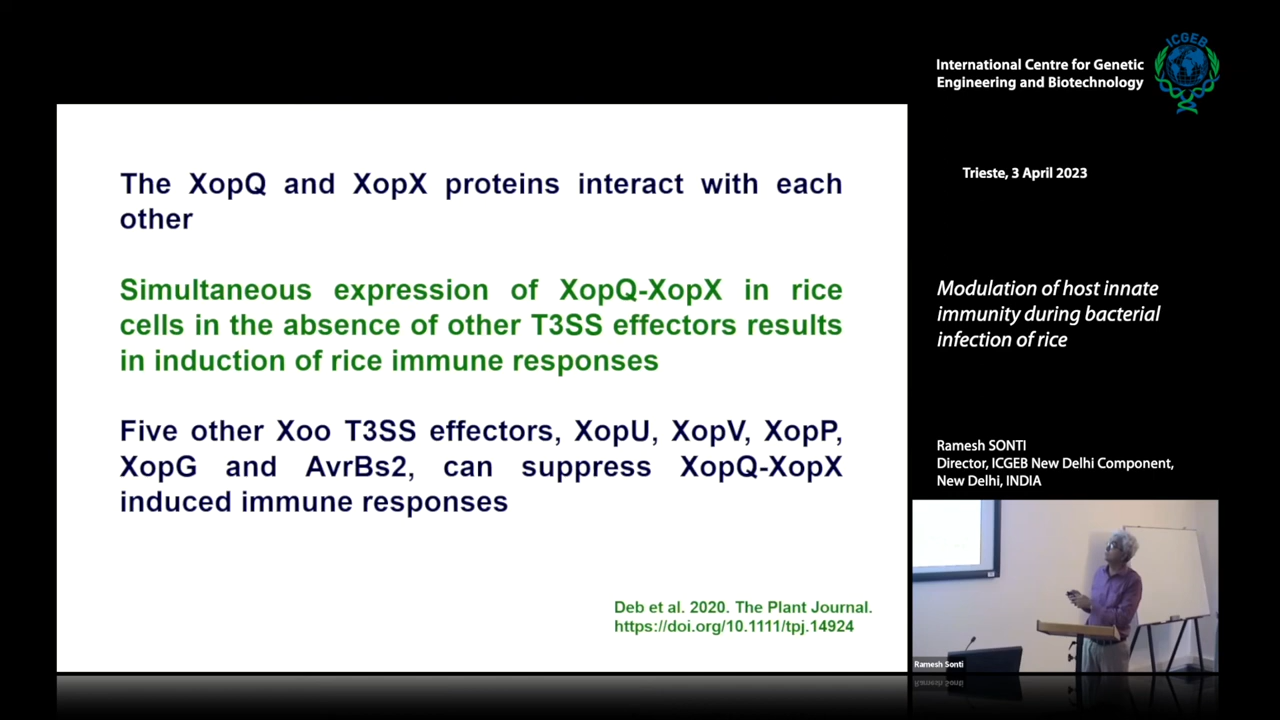 The XopQ and XopX proteins interact with each
other
Simultaneous expression of XopQ-XopX in rice
cells in the absence of other T3SS effectors results
in induction of rice immune responses
Five other Xoo T3SS effectors, XopU, XopV, XopP,
XopG and AvrBs2, can suppress XopQ-XopX
induced immune responses
Deb et al. 2020. The Plant Journal.
https://doi.org/10.1111/tpj.14924
International Centre for Genetic
Engineering and Biotechnology
ICGEB
Trieste, 3 April 2023
Modulation of host innate
immunity during bacterial
infection of rice
Ramesh SONTI
Director, ICGEB New Delhi Component,
New Delhi, INDIA
Ramesh Sonti